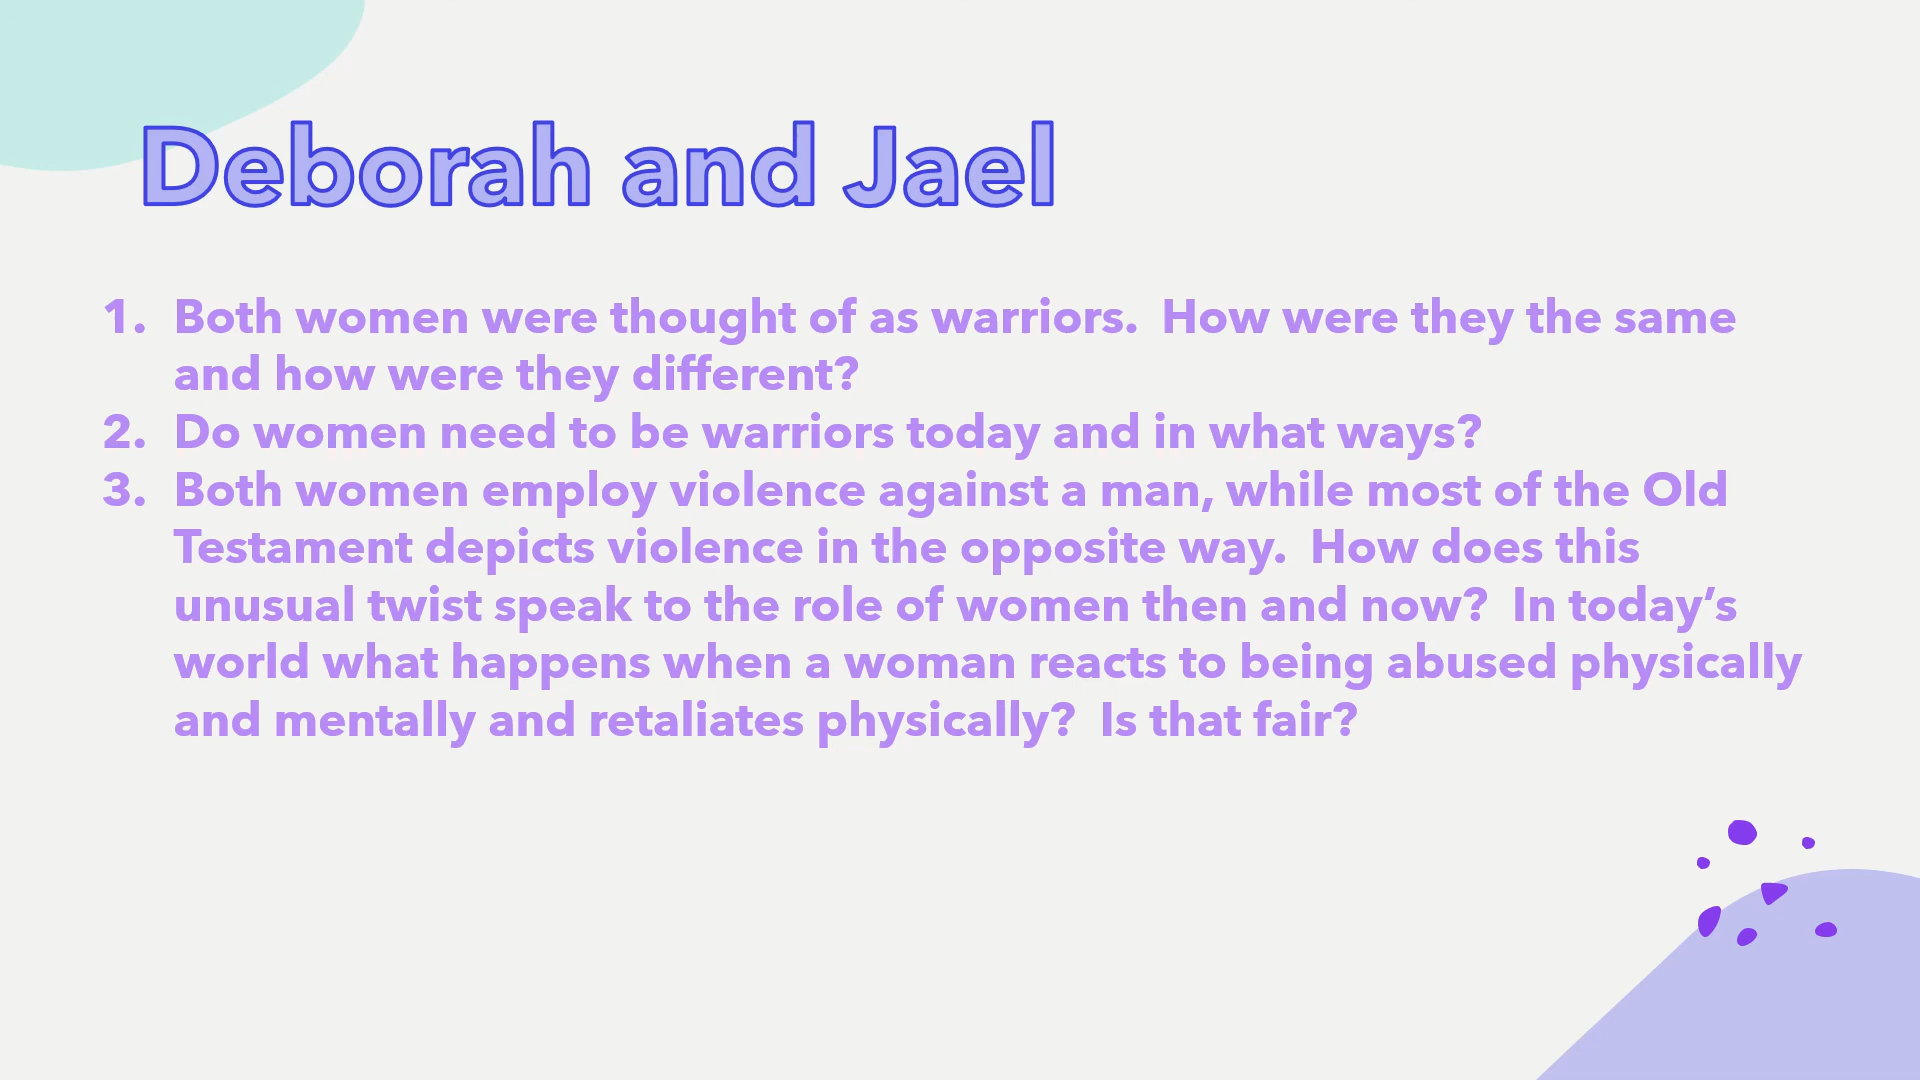 Deborah and Jael
1. Both women were thought of as warriors.  How were they the same
and how were they different?
2. Do women need to be warriors today and in what ways?
3. Both women employ violence against a man, while most of the Old
Testament depicts violence in the opposite way.  How does this
unusual twist speak to the role of women then and now?  In today’s
world what happens when a woman reacts to being abused physically
and mentally and retaliates physically?  Is that fair?